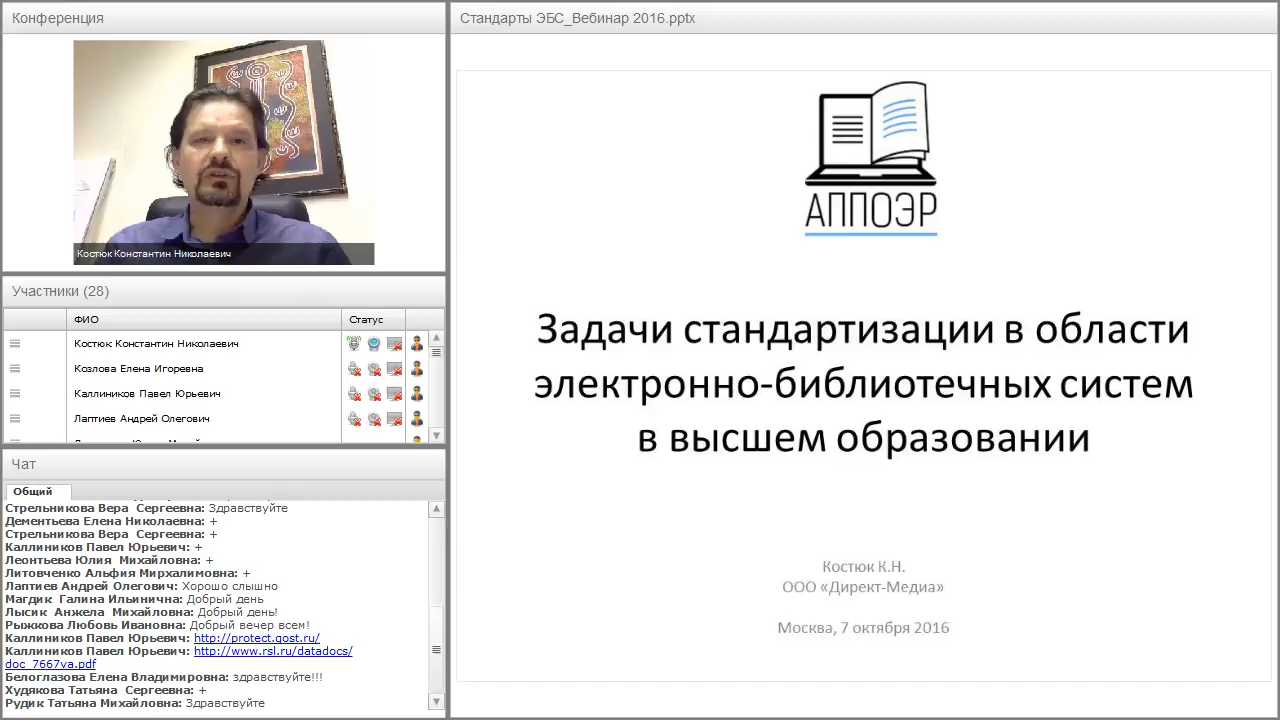 Конференция
Костюк Константин Николаевич
Участники (28)
ФИО
Статус
Костюк Константин Николаевич
Козлова Елена Игоревна
Каллиников Павел Юрьевич
Лаптиев Андрей Олегович
Чат
Общий
Стрельникова Вера Сергеевна: Здравствуйте
Дементьева Елена Николаевна: +
Стрельникова Вера Сергеевна: +
Каллиников Павел Юрьевич: +
Леонтьева Юлия Михайловна: +
Литовченко Альфия Мирхалимовна: +
Лаптиев Андрей Олегович: Хорошо слышно
Магдик Галина Ильинична: Добрый день
Лысик Анжела Михайловна: Добрый день!
Рыжкова Любовь Ивановна: Добрый вечер всем!
Каллиников Павел Юрьевич: http://protect.gost.ru/
Каллиников Павел Юрьевич: http://www.rsl.ru/datadocs/
doc_7667va.pdf
Белоглазова Елена Владимировна: здравствуйте!!!
Худякова Татьяна Сергеевна: +
Рудик Татьяна Михайловна: Здравствуйте
Стандарты ЭБС_Вебинар 2016.pptx
АППОЭР
Задачи стандартизации в области
электронно-библиотечных систем
в высшем образовании
Костюк К.Н.
ООО «Директ-Медиа»
Москва, 7 октября 2016